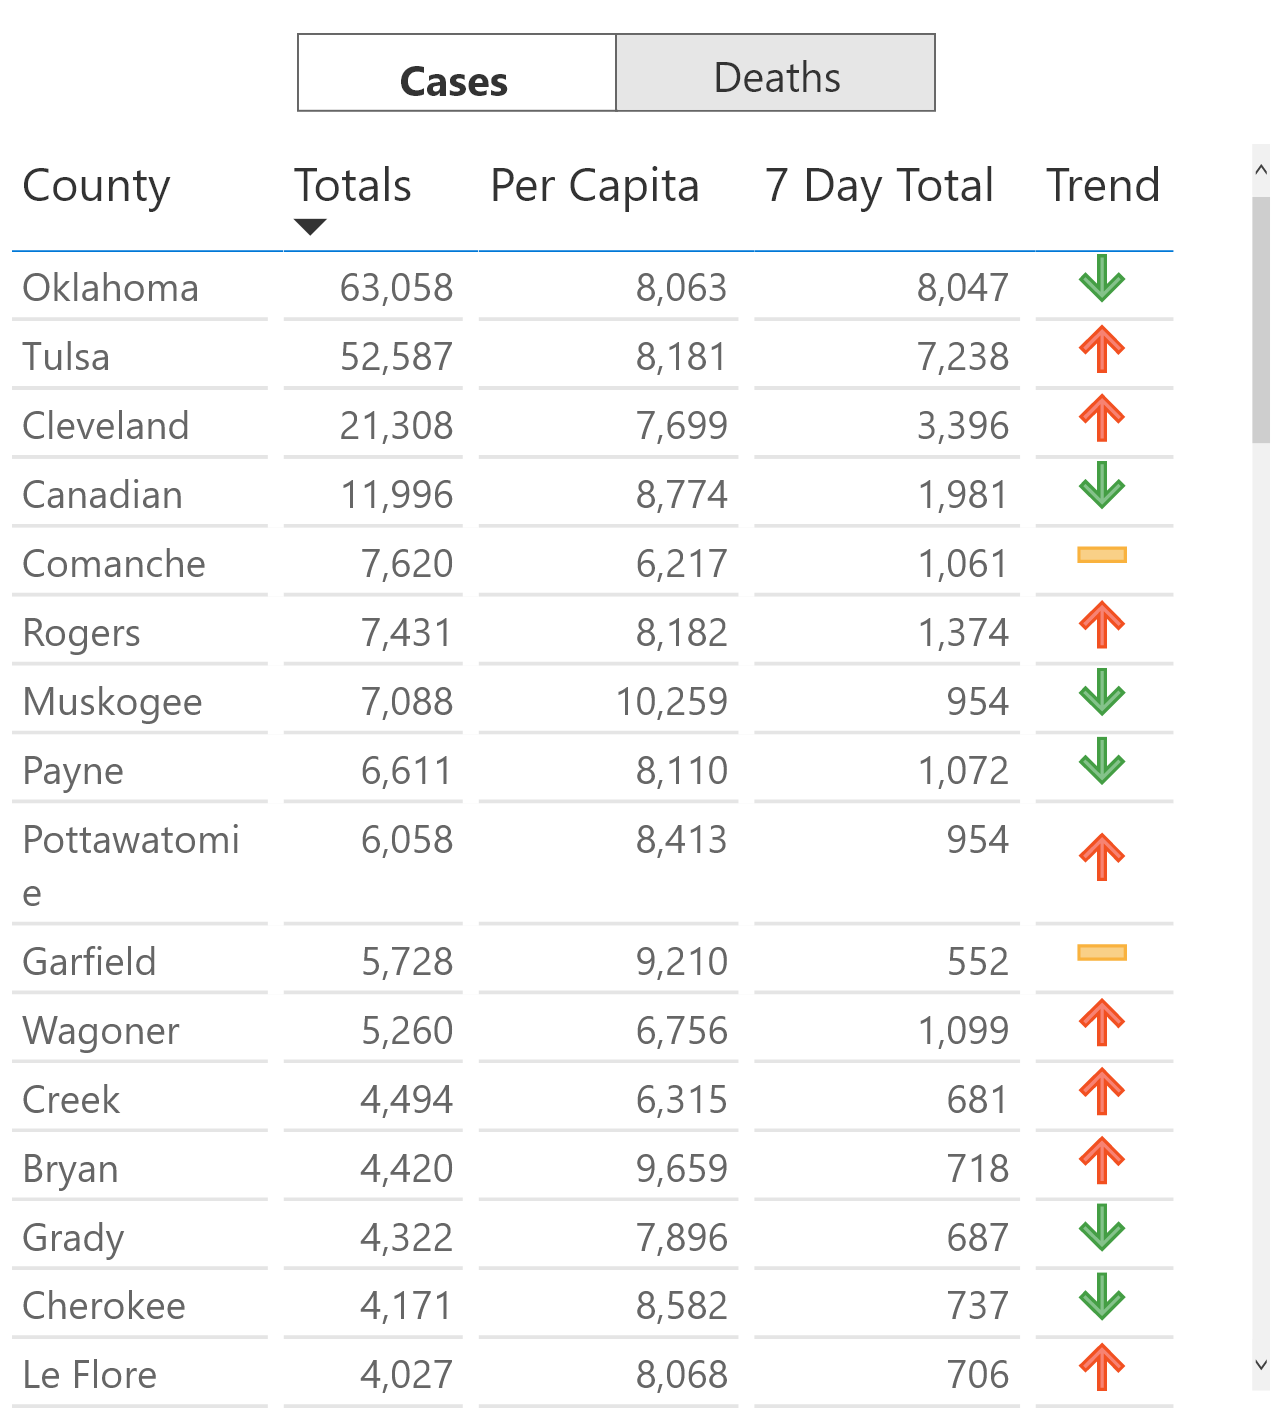 Cases Deaths
County Totals Per Capita 7 Day Total Trend
Oklahoma 63,058 8,063 8,047
Tulsa 52,587 8,181 7,238
Cleveland 21,308 7,699 3,396
Canadian 11,996 8,774 1,981
Comanche 7,620 6,217 1,061
Rogers 7,431 8,182 1,374
Muskogee 7,088 10,259 954
Payne 6,611 8,110 1,072
Pottawatomi 6,058 8,413 954
e
Garfield 5,728 9,210 552
Wagoner 5,260 6,756 1,099
Creek 4,494 6,315 681
Bryan 4,420 9,659 718
Grady 4,322 7,896 687
Cherokee 4,171 8,582 737
Le Flore 4,027 8,068 706